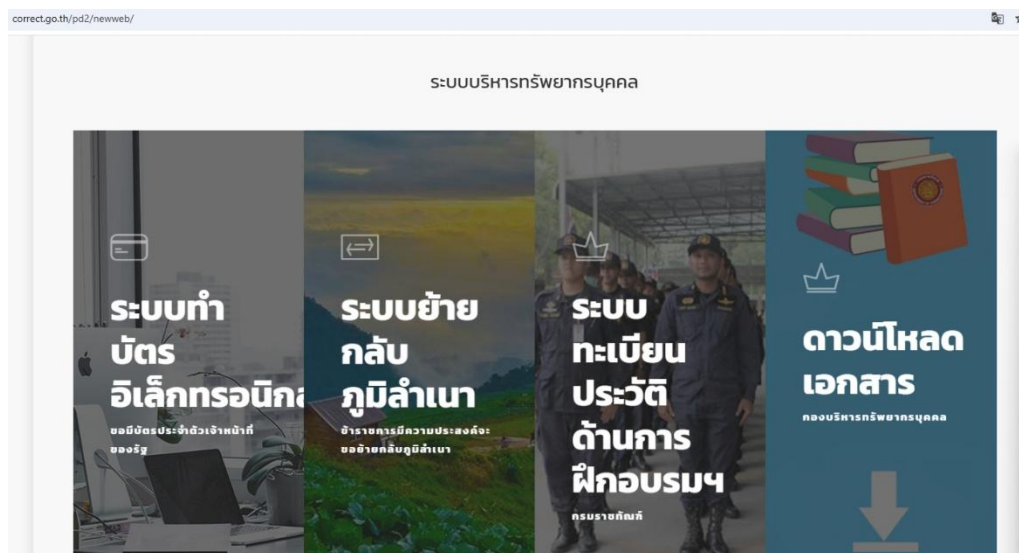 correct.go.th/pd2/newweb/
ระบบบริหารทรัพยากรบุคคล
ระบบทำ
บัตร
อิเล็กทรอนิกส
ขอมีบัตรประจำตัวเจ้าหน้าที่
ของรัฐ
ระบบย้าย
กลับ
ภูมิลำเนา
ข้าราชการมีความประสงค์จะ
ขอย้ายกลับภูมิลำเนา
ระบบ
ทะเบียน
ประวัติ
ด้านการ
ฝึกอบรมฯ
กรมราชทัณฑ์
ดาวน์โหลด
เอกสาร
กองบริหารทรัพยากรบุคคล